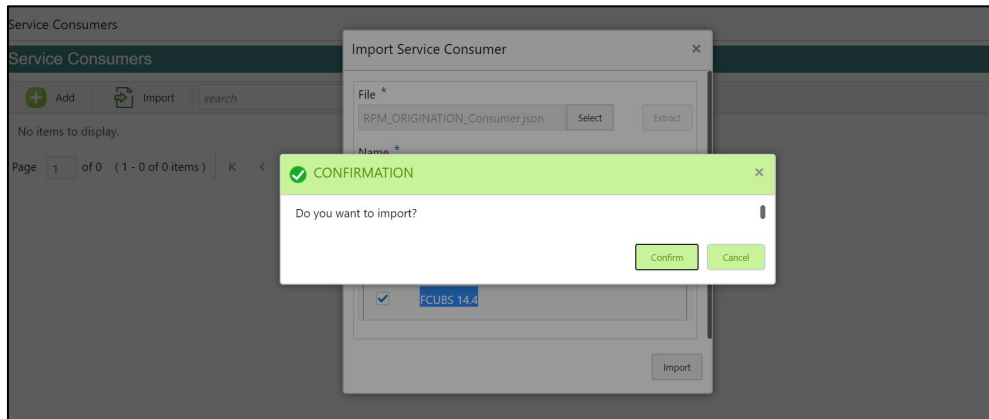 Service Consumers
Import Service Consumer ×
Service Consumers
File *
Add Import search
RPM_ORIGINATION_Consumer.json Select Extract
No items to display.
Name *
Page 1 of 0 ( 1 - 0 of 0 items )
CONFIRMATION ×
Do you want to import?
Confirm Cancel
FCUBS 14.4
Import